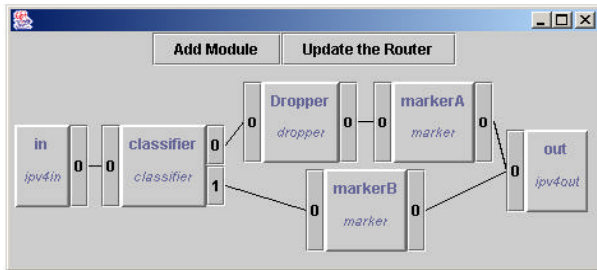 Add Module Update the Router
in
ipv4in
0
0
classifier
classifier
0
1
0
Dropper
dropper
0
0
markerA
marker
0
0
markerB
marker
0
0
out
ipv4out